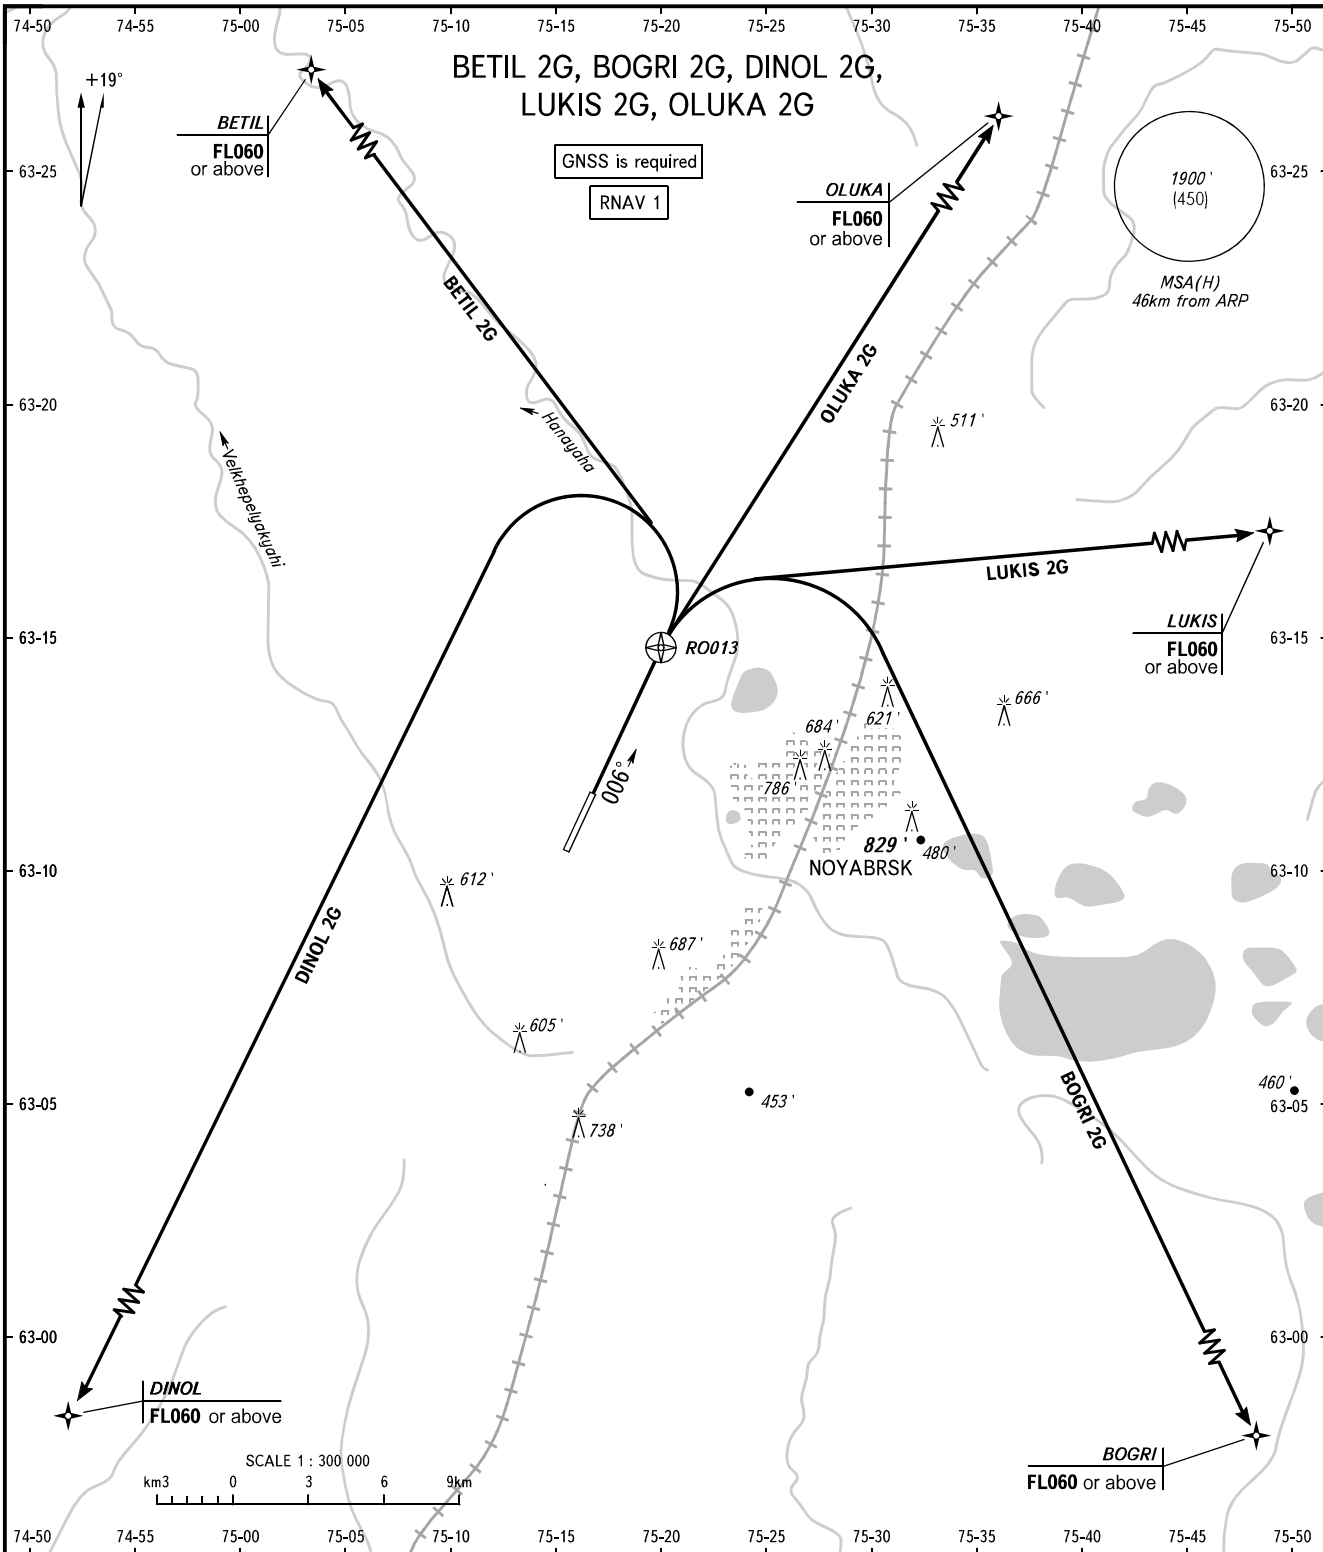 74-50 74-55 75-00 75-05 75-10 75-15 75-20 75-25 75-30 75-35 75-40 75-45 75-50
BETIL 2G, BOGRI 2G, DINOL 2G,
LUKIS 2G, OLUKA 2G
+19°
BETIL
FL060
or above
GNSS is required
RNAV 1
OLUKA
FL060
or above
1900'
(450)
MSA(H)
46km from ARP
63-25 63-25
BETIL 2G
OLUKA 2G
63-20 63-20
Hanayaha
511'
Velkhepelyakyahi
LUKIS 2G
LUKIS
FL060
or above
63-15 63-15
RO013
006°
621'
666'
684'
786'
829'
480'
NOYABRSK
63-10 63-10
612'
DINOL 2G
687'
605'
BOGRI 2G
460'
63-05 63-05
453'
738'
63-00 63-00
DINOL
FL060 or above
BOGRI
FL060 or above
SCALE 1 : 300 000
km3 0 3 6 9km
74-50 74-55 75-00 75-05 75-10 75-15 75-20 75-25 75-30 75-35 75-40 75-45 75-50